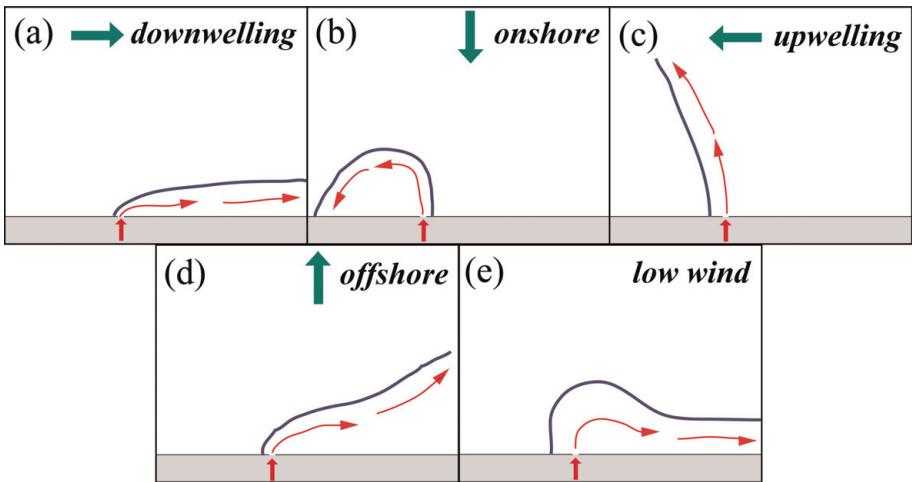 (a) downwelling
(b) onshore
(c) upwelling
(d) offshore
(e) low wind